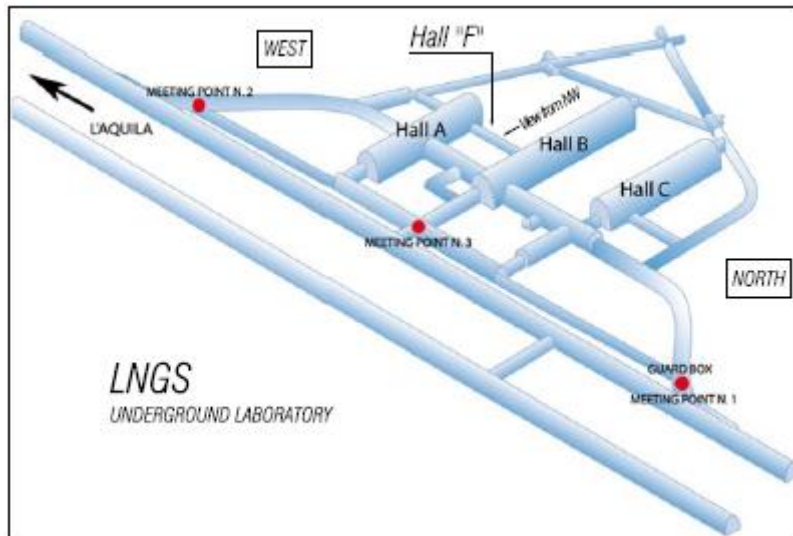 WEST
Hall "F"
MEETING POINT N. 2
L'AQUILA
View from NW
Hall A
Hall B
Hall C
MEETING POINT N. 3
NORTH
LNGS
UNDERGROUND LABORATORY
GUARD BOX
MEETING POINT N. 1